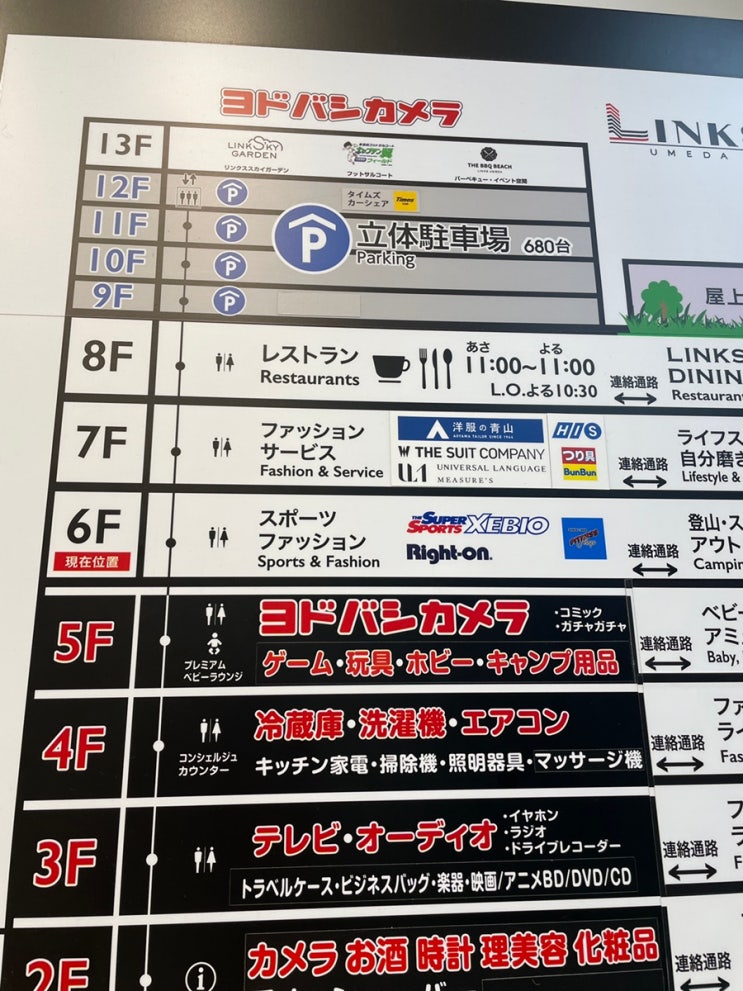 ヨドバシカメラ
LINKS
UMEDA
13F
LINKSKY
GARDEN
リンクススカイガーデン
フットサルコート
THE BBQ BEACH
バーベキュー・イベント空間
12F
タイムズ
カーシェア
Times
11F
立体駐車場 680台
Parking
10F
9F
屋上
8F
レストラン
Restaurants
あさ よる
11:00~11:00
L.O.よる10:30
連絡通路
LINKS
DINING
Restaurant
7F
ファッション
サービス
Fashion & Service
洋服の青山
AOYAMA TAILOR SINCE 1964
THE SUIT COMPANY
UNIVERSAL LANGUAGE
MEASURE'S
HIS
つり具
BunBun
連絡通路
ライフス
自分磨き
Lifestyle &
6F
現在位置
スポーツ
ファッション
Sports & Fashion
THE SUPER SPORTS XEBIO
Right-on.
連絡通路
登山・ス
アウト
Campin
5F
プレミアム
ベビーラウンジ
ヨドバシカメラ
・コミック
・ガチャガチャ
ゲーム・玩具・ホビー・キャンプ用品
連絡通路
ベビー
アミュ
Baby,
4F
コンシェルジュ
カウンター
冷蔵庫・洗濯機・エアコン
キッチン家電・掃除機・照明器具・マッサージ機
連絡通路
ファ
ライ
Fas
3F
テレビ・オーディオ
・イヤホン
・ラジオ
・ドライブレコーダー
トラベルケース・ビジネスバッグ・楽器・映画/アニメBD/DVD/CD
連絡通路
フ
Fa
2F
カメラ お酒 時計 理美容 化粧品
連絡通路